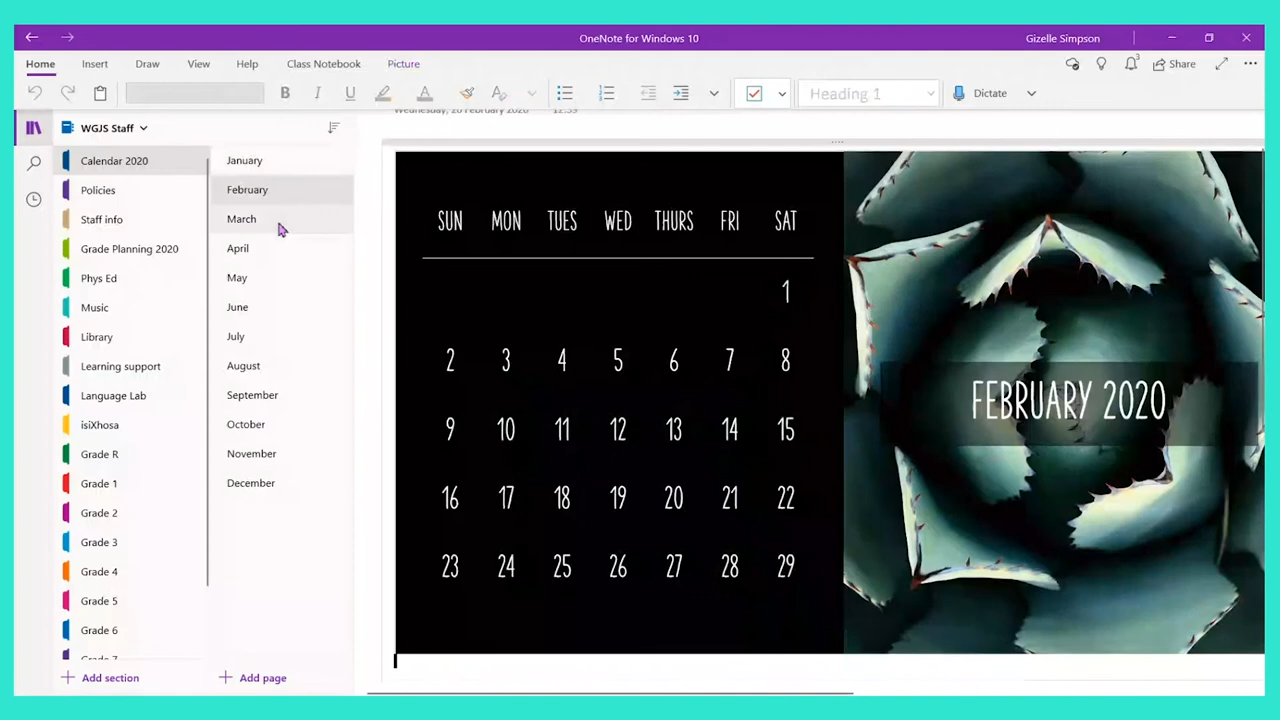 OneNote for Windows 10
Gizelle Simpson
Home Insert Draw View Help Class Notebook Picture
Share
B I U
Heading 1
Dictate
WGJS Staff
Calendar 2020
Policies
Staff info
Grade Planning 2020
Phys Ed
Music
Library
Learning support
Language Lab
isiXhosa
Grade R
Grade 1
Grade 2
Grade 3
Grade 4
Grade 5
Grade 6
Add section
January
February
March
April
May
June
July
August
September
October
November
December
Add page
SUN MON TUES WED THURS FRI SAT
1
2 3 4 5 6 7 8
9 10 11 12 13 14 15
16 17 18 19 20 21 22
23 24 25 26 27 28 29
FEBRUARY 2020